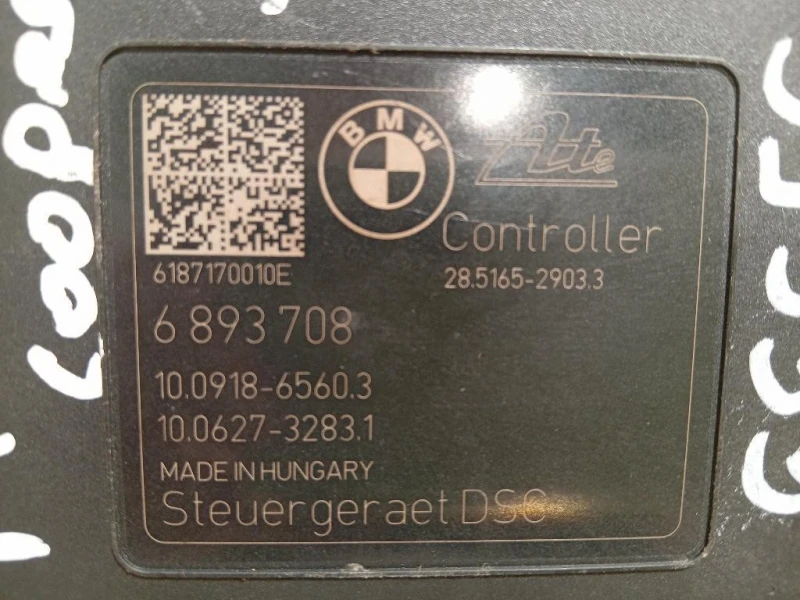 BMW
Ate
Controller
6187170010E
28.5165-2903.3
6 893 708
10.0918-6560.3
10.0627-3283.1
MADE IN HUNGARY
Steuergeraet DSC